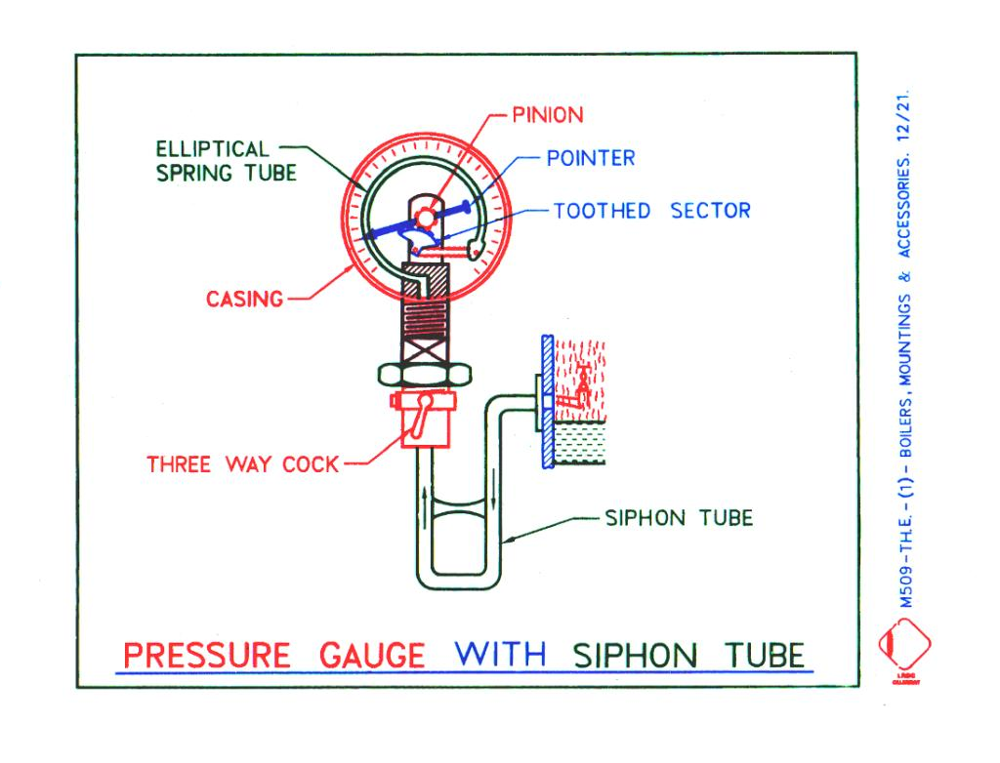 PINION
ELLIPTICAL
SPRING TUBE
POINTER
TOOTHED SECTOR
CASING
THREE WAY COCK
SIPHON TUBE
PRESSURE GAUGE WITH SIPHON TUBE
M509-TH.E.-(1)- BOILERS, MOUNTINGS & ACCESSORIES. 12/21.